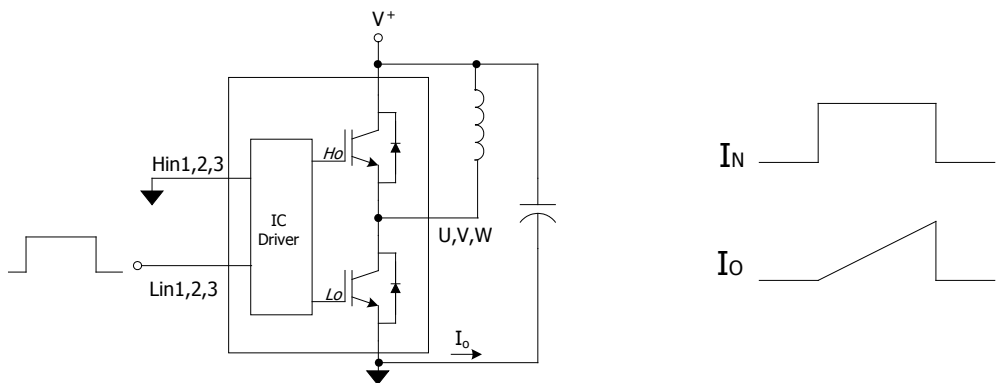 V+
Hin1,2,3
Ho
IC
Driver
U,V,W
Lin1,2,3
Lo
Io
IN
IO